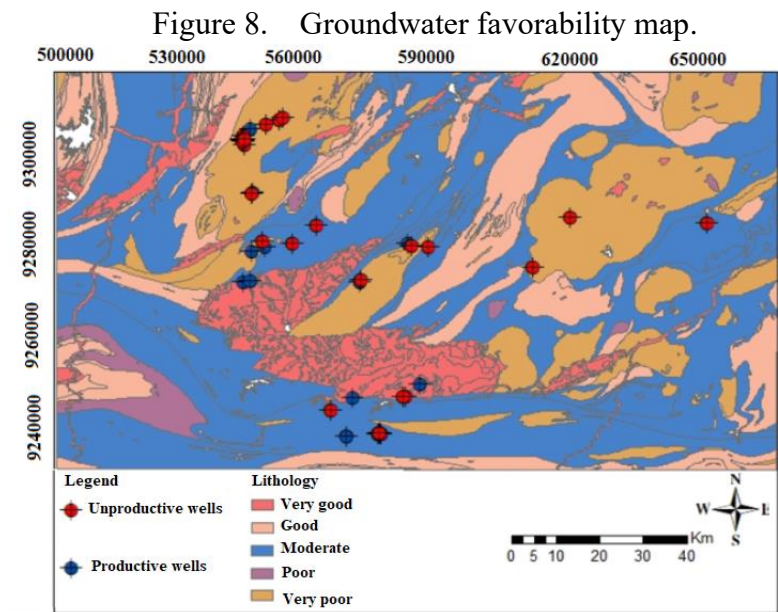 Figure 8. Groundwater favorability map.
500000 530000 560000 590000 620000 650000
9300000
9280000
9260000
9240000
Legend
Unproductive wells
Productive wells
Lithology
Very good
Good
Moderate
Poor
Very poor
N
W E
S
Km
0 5 10 20 30 40